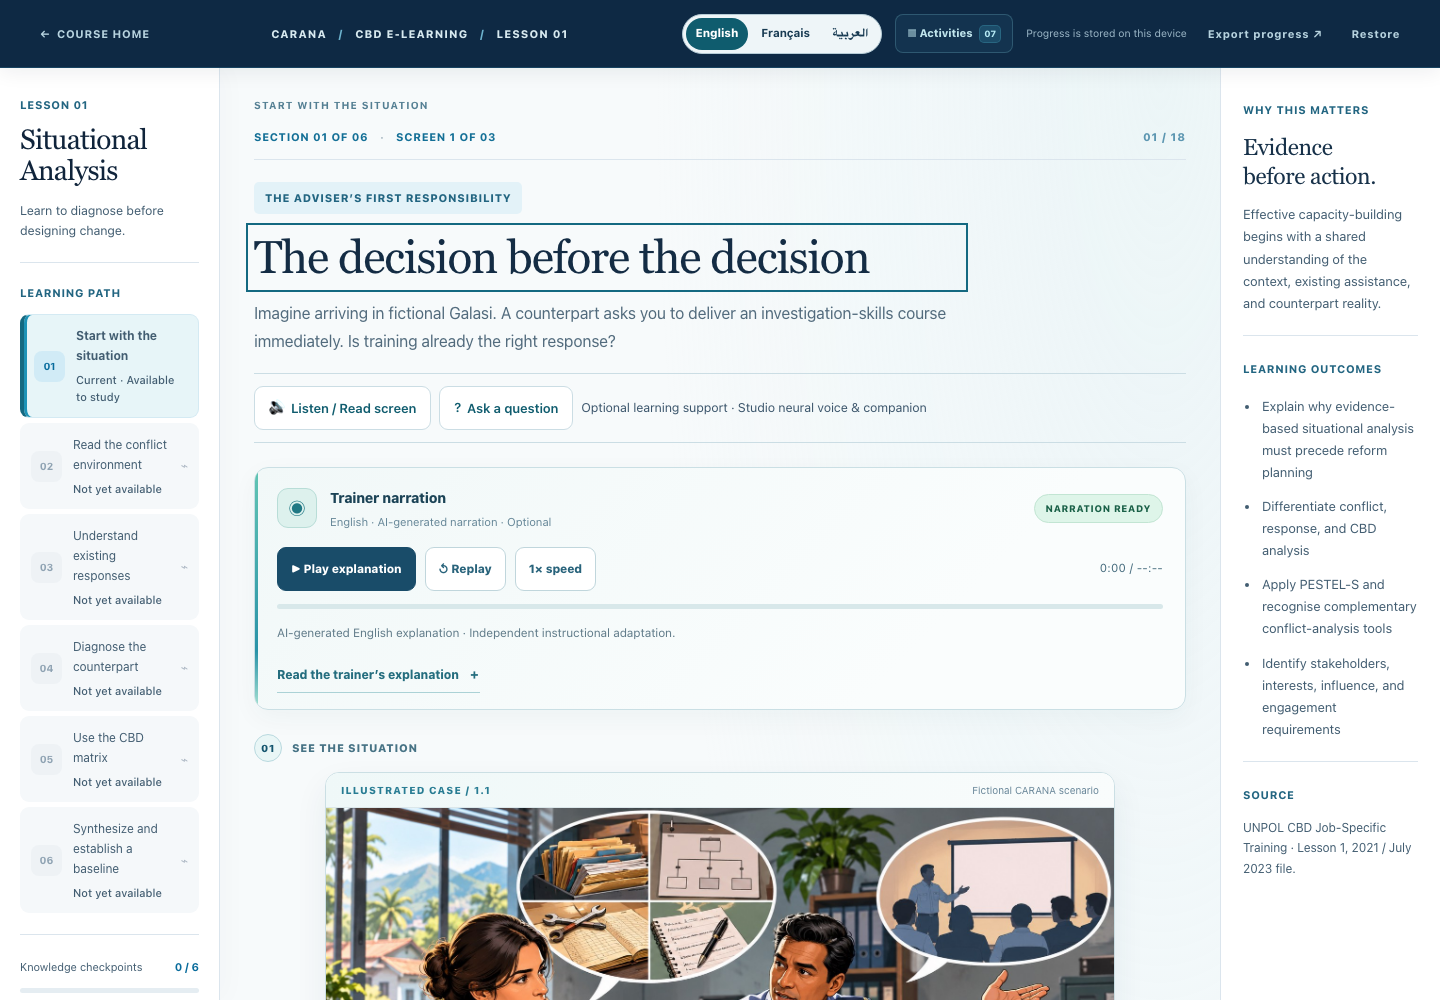 ← COURSE HOME
CARANA / CBD E-LEARNING / LESSON 01
English Français العربية
Activities 07
Progress is stored on this device
Export progress ↗
Restore
LESSON 01
Situational
Analysis
Learn to diagnose before
designing change.
LEARNING PATH
01
Start with the
situation
Current · Available
to study
02
Read the conflict
environment
Not yet available
03
Understand
existing
responses
Not yet available
04
Diagnose the
counterpart
Not yet available
05
Use the CBD
matrix
Not yet available
06
Synthesize and
establish a
baseline
Not yet available
Knowledge checkpoints 0 / 6
START WITH THE SITUATION
SECTION 01 OF 06 · SCREEN 1 OF 03
01 / 18
THE ADVISER’S FIRST RESPONSIBILITY
The decision before the decision
Imagine arriving in fictional Galasi. A counterpart asks you to deliver an investigation-skills course
immediately. Is training already the right response?
Listen / Read screen
? Ask a question
Optional learning support · Studio neural voice & companion
Trainer narration
English · AI-generated narration · Optional
NARRATION READY
▶ Play explanation
↺ Replay
1× speed
0:00 / --:--
AI-generated English explanation · Independent instructional adaptation.
Read the trainer’s explanation +
01 SEE THE SITUATION
ILLUSTRATED CASE / 1.1
Fictional CARANA scenario
WHY THIS MATTERS
Evidence
before action.
Effective capacity-building
begins with a shared
understanding of the
context, existing assistance,
and counterpart reality.
LEARNING OUTCOMES
• Explain why evidence-
based situational analysis
must precede reform
planning
• Differentiate conflict,
response, and CBD
analysis
• Apply PESTEL-S and
recognise complementary
conflict-analysis tools
• Identify stakeholders,
interests, influence, and
engagement
requirements
SOURCE
UNPOL CBD Job-Specific
Training · Lesson 1, 2021 / July
2023 file.